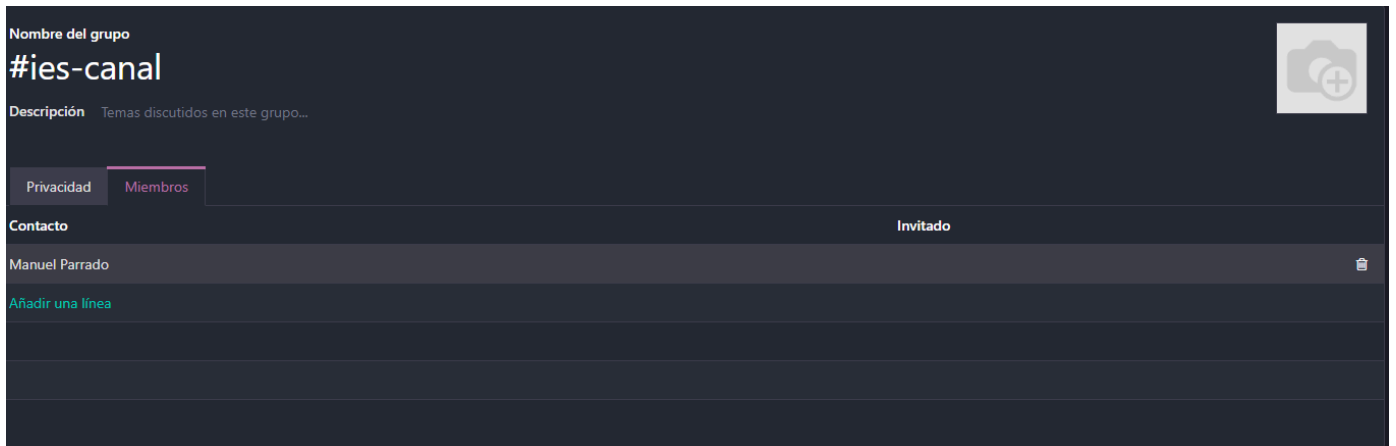 Nombre del grupo
#ies-canal
Descripción Temas discutidos en este grupo...
Privacidad Miembros
Contacto Invitado
Manuel Parrado
Añadir una línea